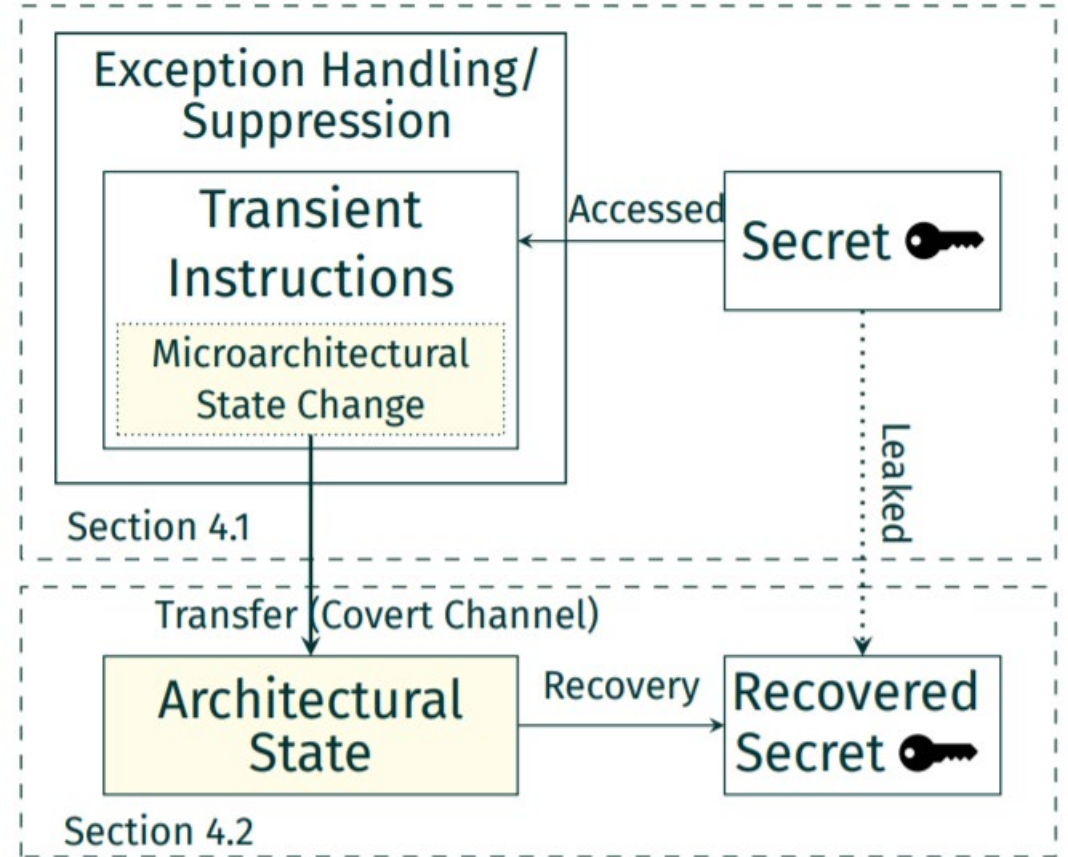 Exception Handling/
Suppression
Transient
Instructions
Accessed
Secret
Microarchitectural
State Change
Leaked
Section 4.1
Transfer (Covert Channel)
Architectural
State
Recovery
Recovered
Secret
Section 4.2